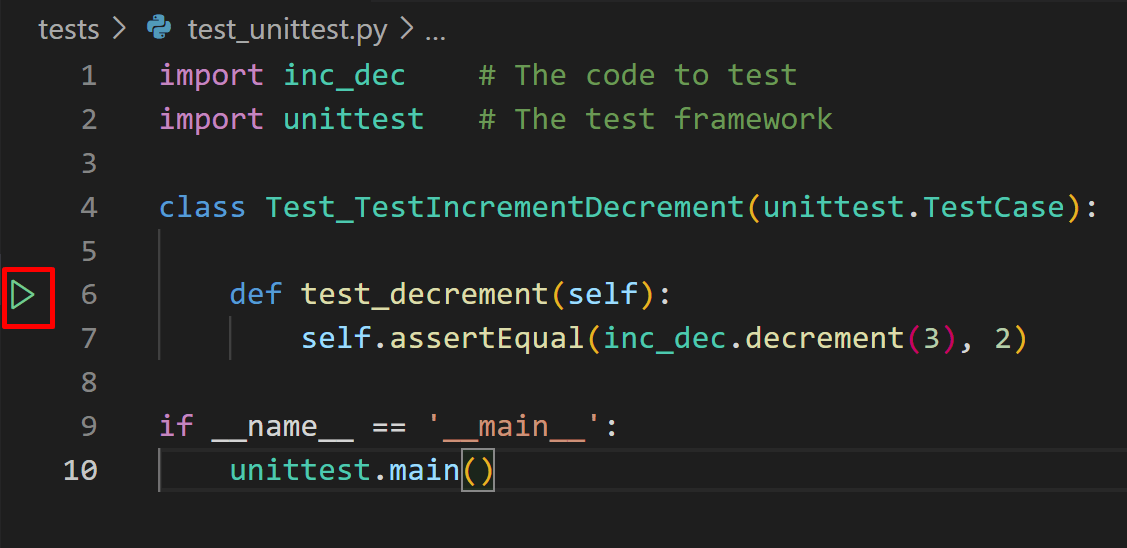 tests > test_unittest.py > ...
1 import inc_dec    # The code to test
2 import unittest   # The test framework
3
4 class Test_TestIncrementDecrement(unittest.TestCase):
5
6     def test_decrement(self):
7         self.assertEqual(inc_dec.decrement(3), 2)
8
9 if __name__ == '__main__':
10     unittest.main()